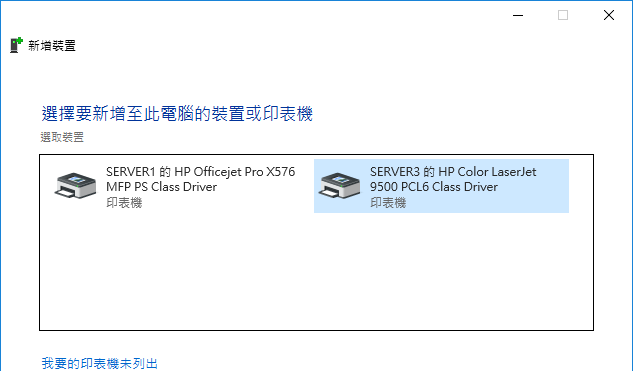 新增裝置
選擇要新增至此電腦的裝置或印表機
選取裝置
SERVER1 的 HP Officejet Pro X576
MFP PS Class Driver
印表機
SERVER3 的 HP Color LaserJet
9500 PCL6 Class Driver
印表機
我要的印表機未列出